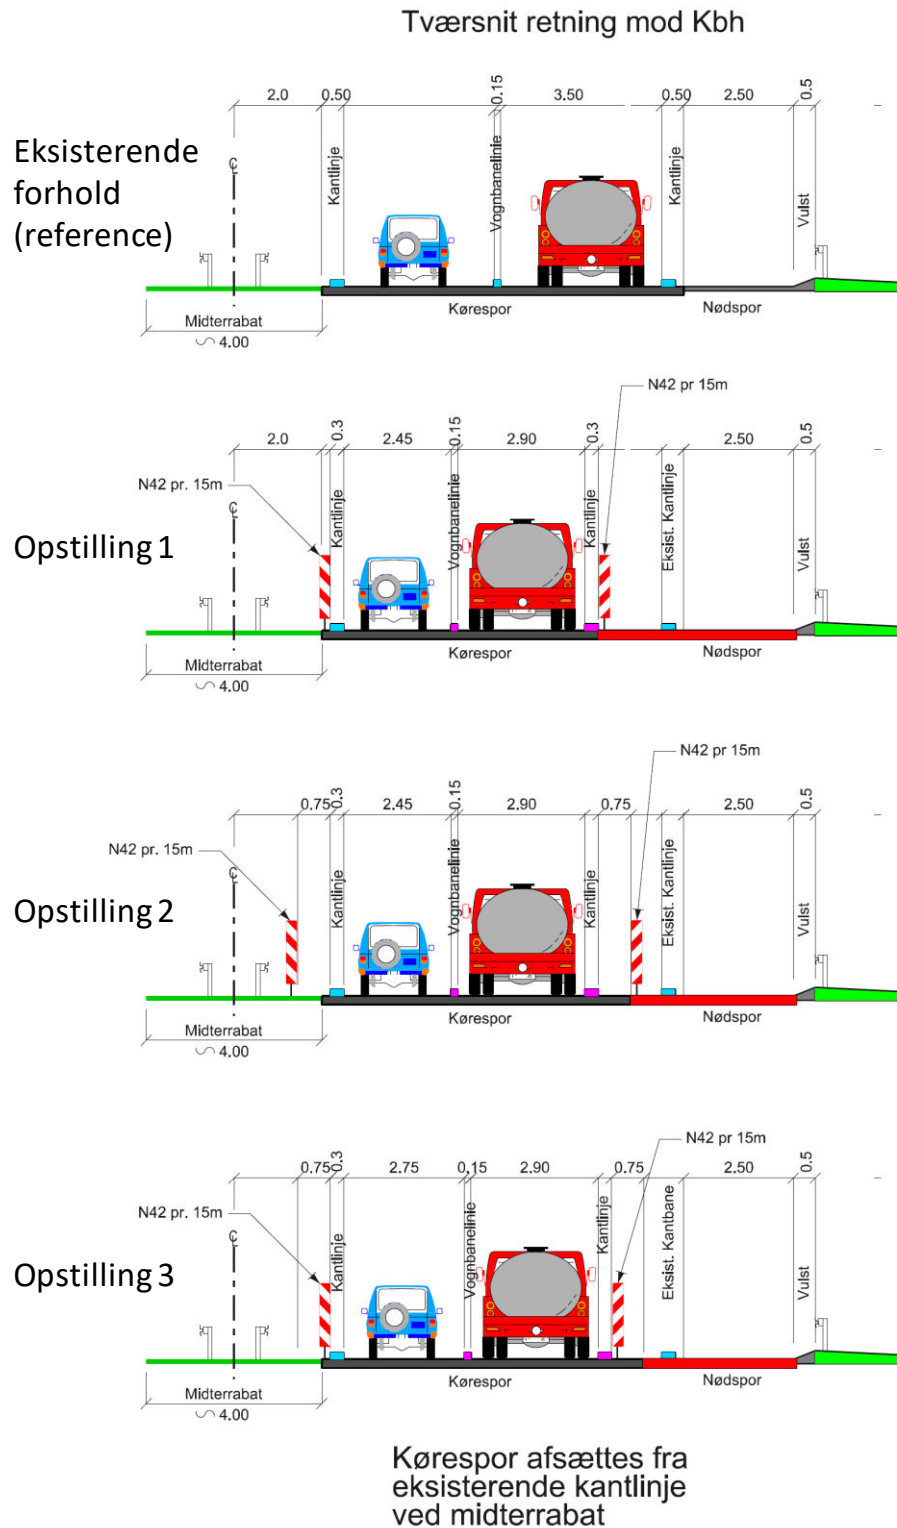 Tværsnit retning mod Kbh
Eksisterende
forhold
(reference)
2.0 0.50 0.15 3.50 0.50 2.50 0.5
Kantlinje
Vognbanelinie
Kantlinje
Vulst
℄
Kørespor
Nødspor
Midterrabat
4.00
Opstilling 1
N42 pr 15m
2.0 0.3 2.45 0.15 2.90 0.3 2.50 0.5
N42 pr. 15m
Kantlinje
Vognbanelinie
Kantlinje
Eksist. Kantlinje
Vulst
℄
Kørespor
Nødspor
Midterrabat
4.00
Opstilling 2
N42 pr 15m
0.75 0.3 2.45 0.15 2.90 0.75 2.50 0.5
N42 pr. 15m
Kantlinje
Vognbanelinie
Kantlinje
Eksist. Kantlinje
Vulst
℄
Kørespor
Nødspor
Midterrabat
4.00
Opstilling 3
N42 pr 15m
0.75 0.3 2.75 0.15 2.90 0.75 2.50 0.5
N42 pr. 15m
Kantlinje
Vognbanelinie
Kantlinje
Eksist. Kantbane
Vulst
℄
Kørespor
Nødspor
Midterrabat
4.00
Kørespor afsættes fra
eksisterende kantlinje
ved midterrabat